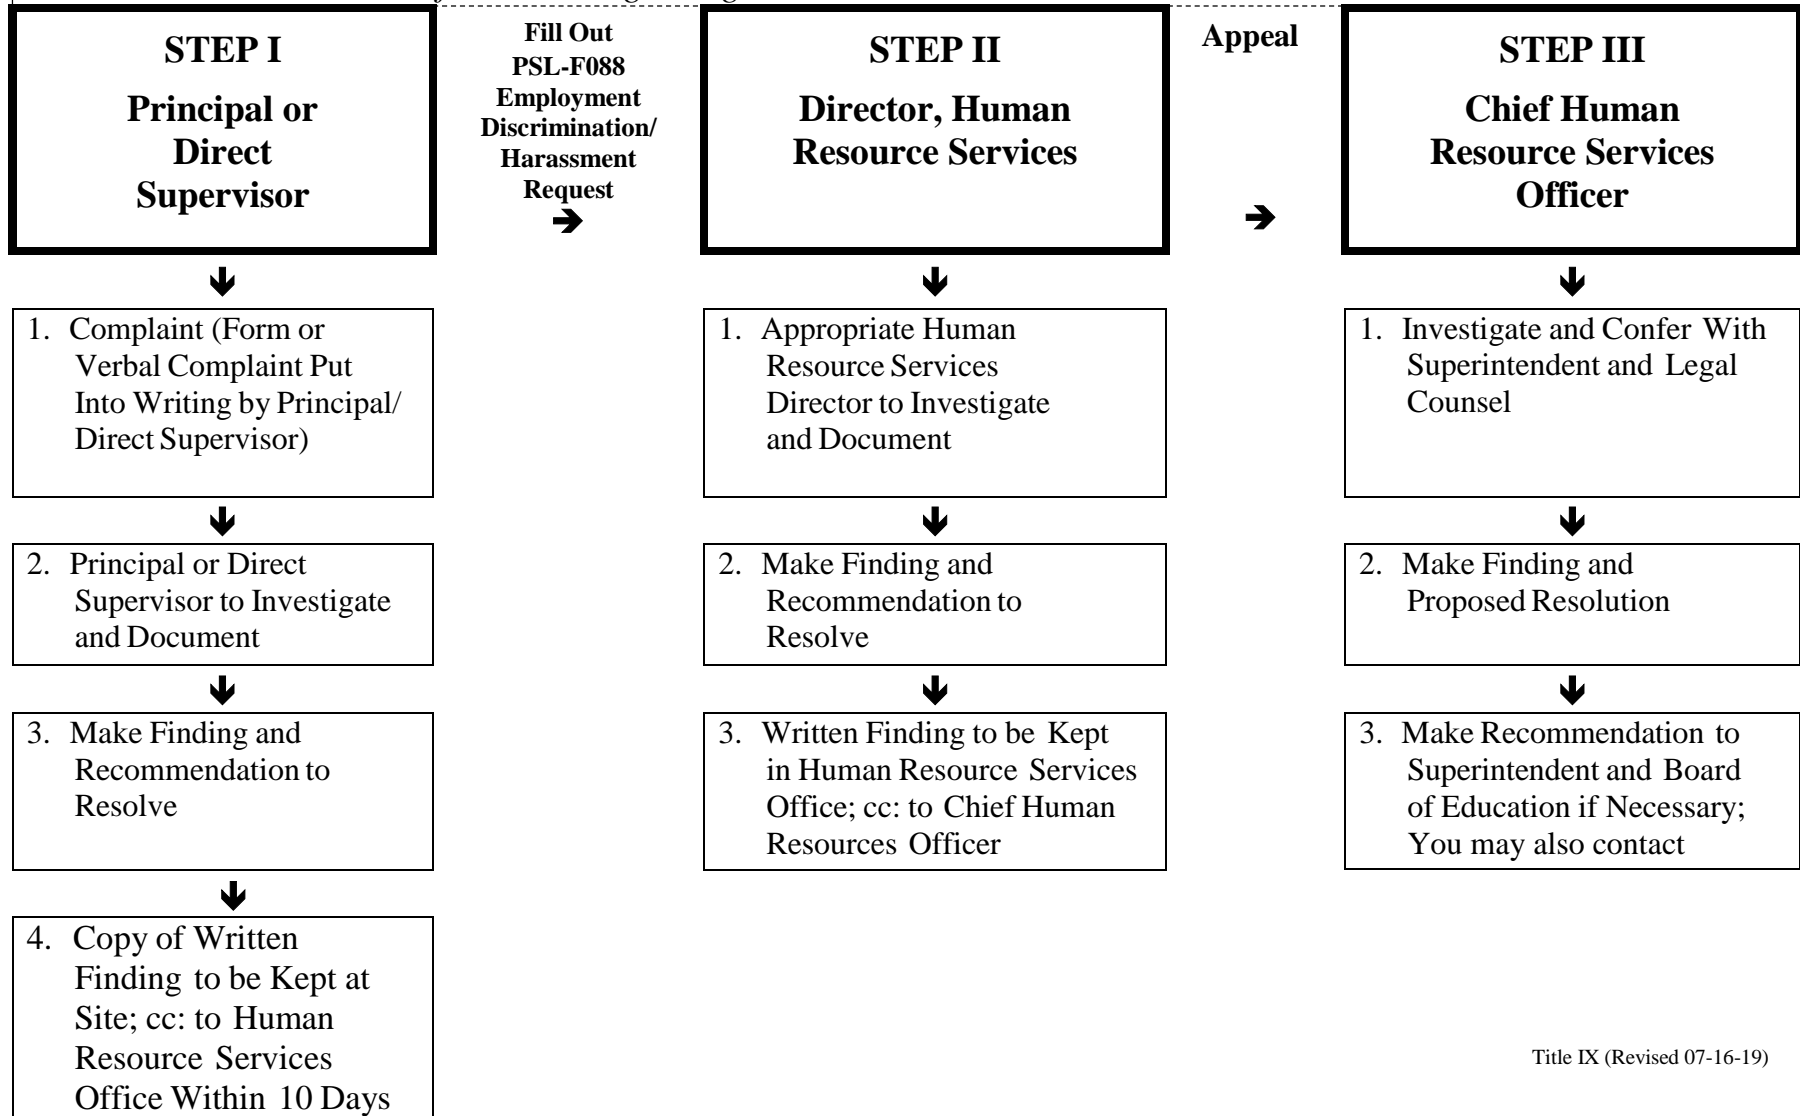 STEP I
Principal or
Direct
Supervisor
Fill Out
PSL-F088
Employment
Discrimination/
Harassment
Request
STEP II
Director, Human
Resource Services
Appeal
STEP III
Chief Human
Resource Services
Officer
1. Complaint (Form or
Verbal Complaint Put
Into Writing by Principal/
Direct Supervisor)
1. Appropriate Human
Resource Services
Director to Investigate
and Document
1. Investigate and Confer With
Superintendent and Legal
Counsel
2. Principal or Direct
Supervisor to Investigate
and Document
2. Make Finding and
Recommendation to
Resolve
2. Make Finding and
Proposed Resolution
3. Make Finding and
Recommendation to
Resolve
3. Written Finding to be Kept
in Human Resource Services
Office; cc: to Chief Human
Resources Officer
3. Make Recommendation to
Superintendent and Board
of Education if Necessary;
You may also contact
4. Copy of Written
Finding to be Kept at
Site; cc: to Human
Resource Services
Office Within 10 Days
Title IX (Revised 07-16-19)